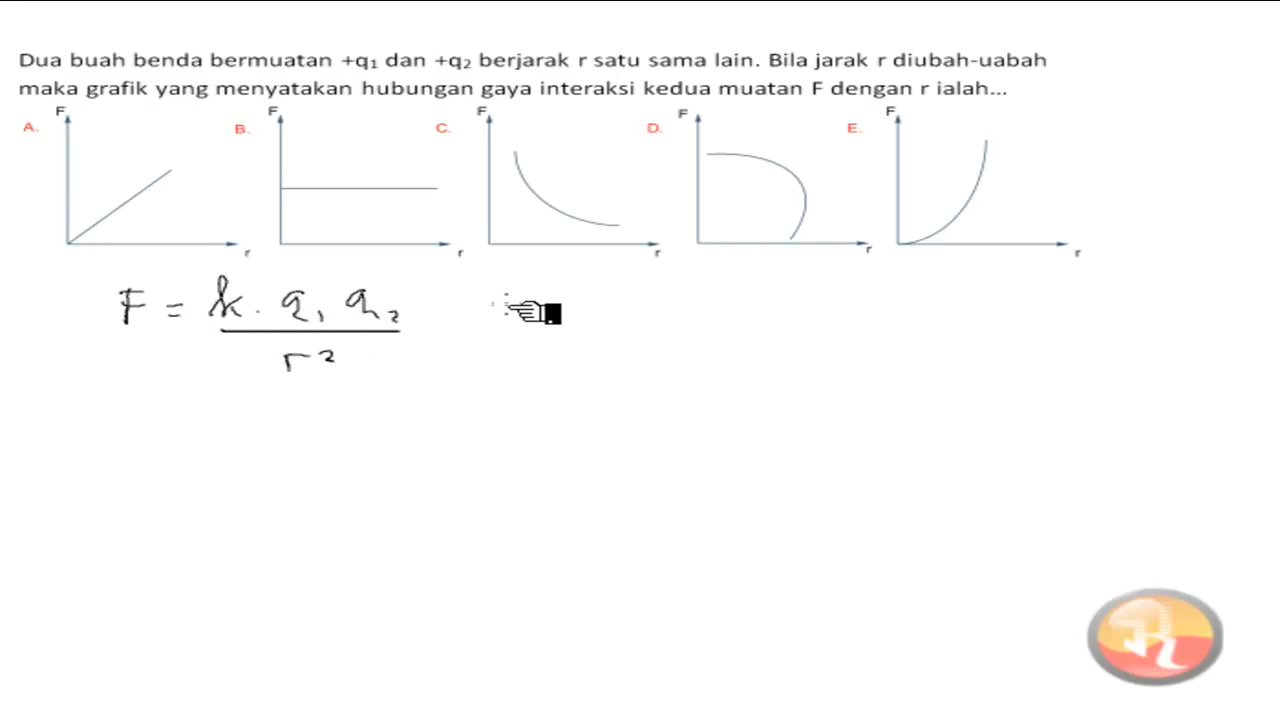 Dua buah benda bermuatan +q₁ dan +q₂ berjarak r satu sama lain. Bila jarak r diubah-uabah
maka grafik yang menyatakan hubungan gaya interaksi kedua muatan F dengan r ialah...
A. F r B. F r C. F r D. F r E. F r
F = k . q₁ q₂
r²